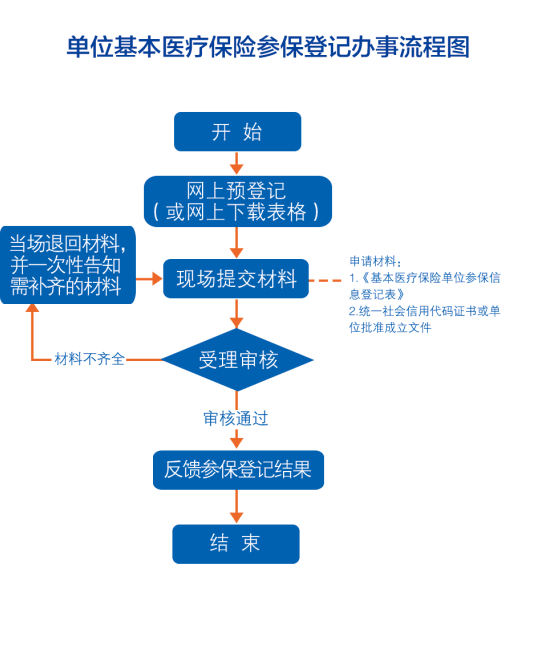 单位基本医疗保险参保登记办事流程图
开 始
网上预登记
（或网上下载表格）
当场退回材料，
并一次性告知
需补齐的材料
现场提交材料
申请材料：
1.《基本医疗保险单位参保信
息登记表》
2.统一社会信用代码证书或单
位批准成立文件
材料不齐全
受理审核
审核通过
反馈参保登记结果
结 束